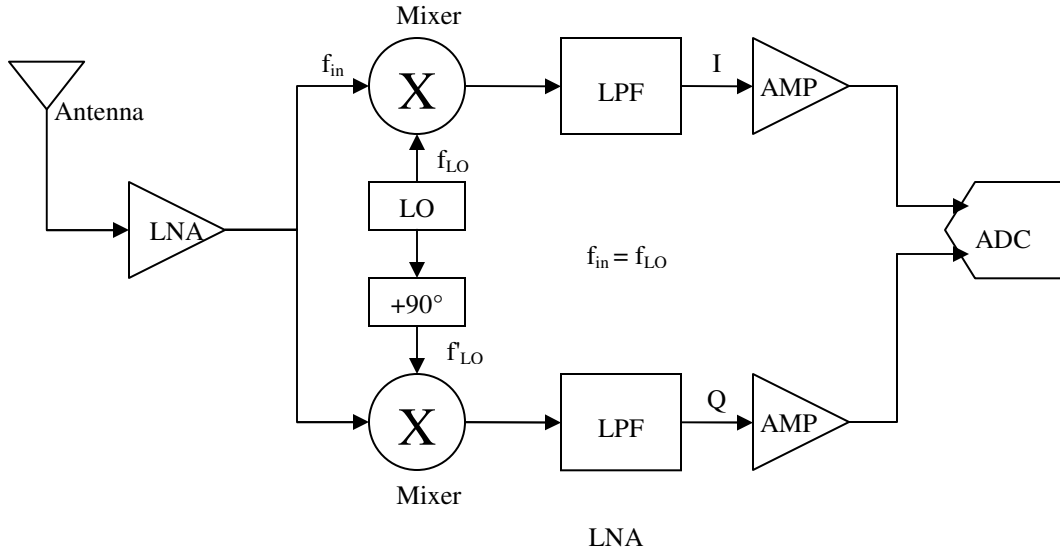 Mixer
Antenna
f_in
X
LPF
I
AMP
f_LO
LO
LNA
ADC
f_in = f_LO
+90°
f'_LO
X
LPF
Q
AMP
Mixer
LNA